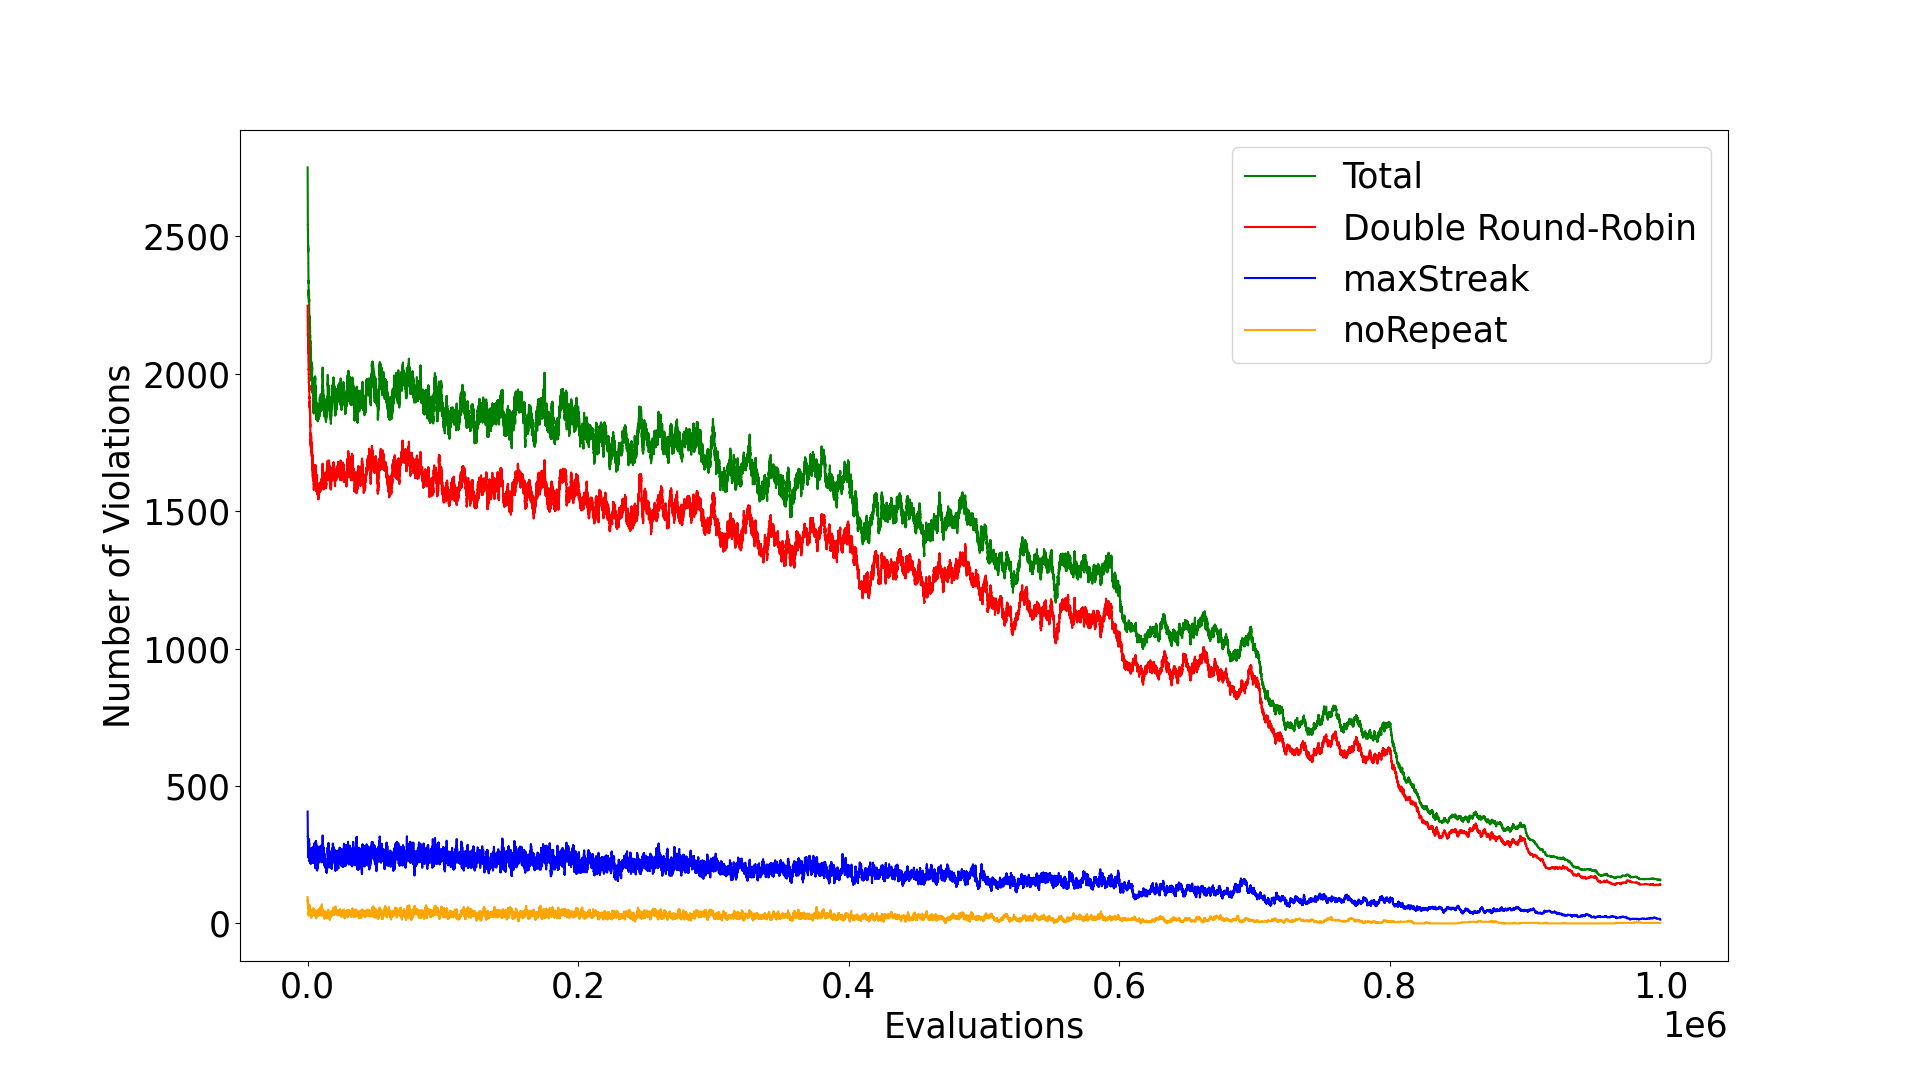 Total
Double Round-Robin
maxStreak
noRepeat
Number of Violations
2500
2000
1500
1000
500
0
0.0 0.2 0.4 0.6 0.8 1.0
Evaluations
1e6